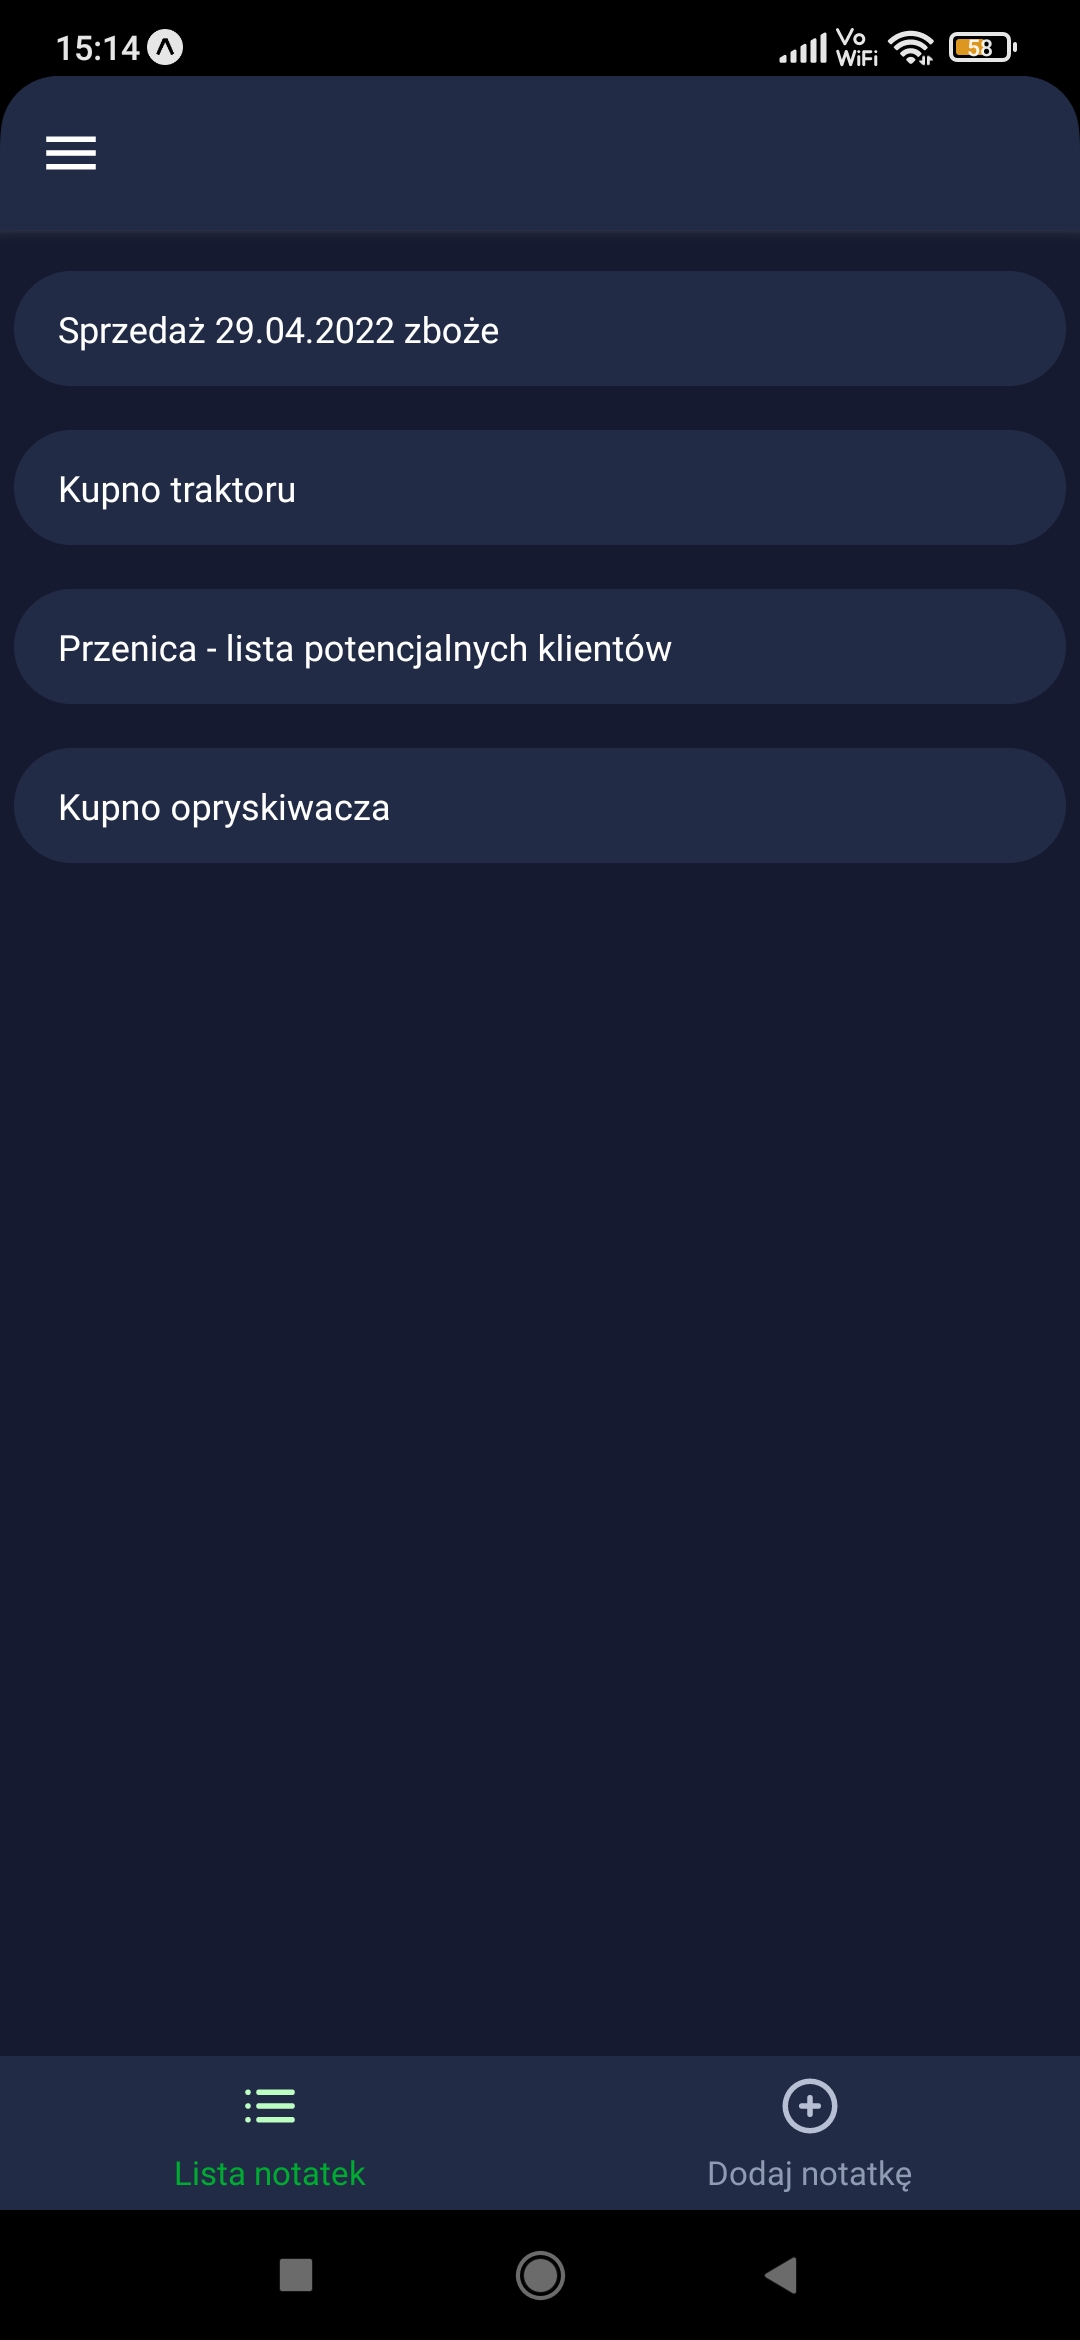 15:14
Vo
WiFi
58
Sprzedaż 29.04.2022 zboże
Kupno traktoru
Przenica - lista potencjalnych klientów
Kupno opryskiwacza
Lista notatek
Dodaj notatkę